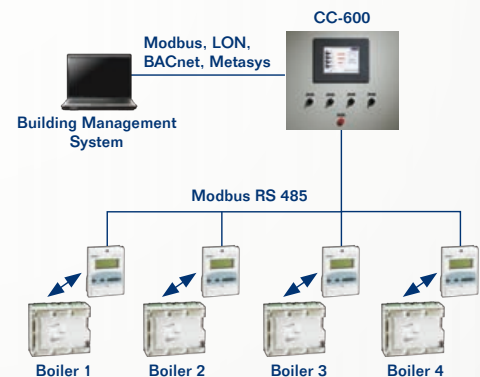 CC-600
Modbus, LON,
BACnet, Metasys
Building Management
System
Modbus RS 485
Boiler 1
Boiler 2
Boiler 3
Boiler 4